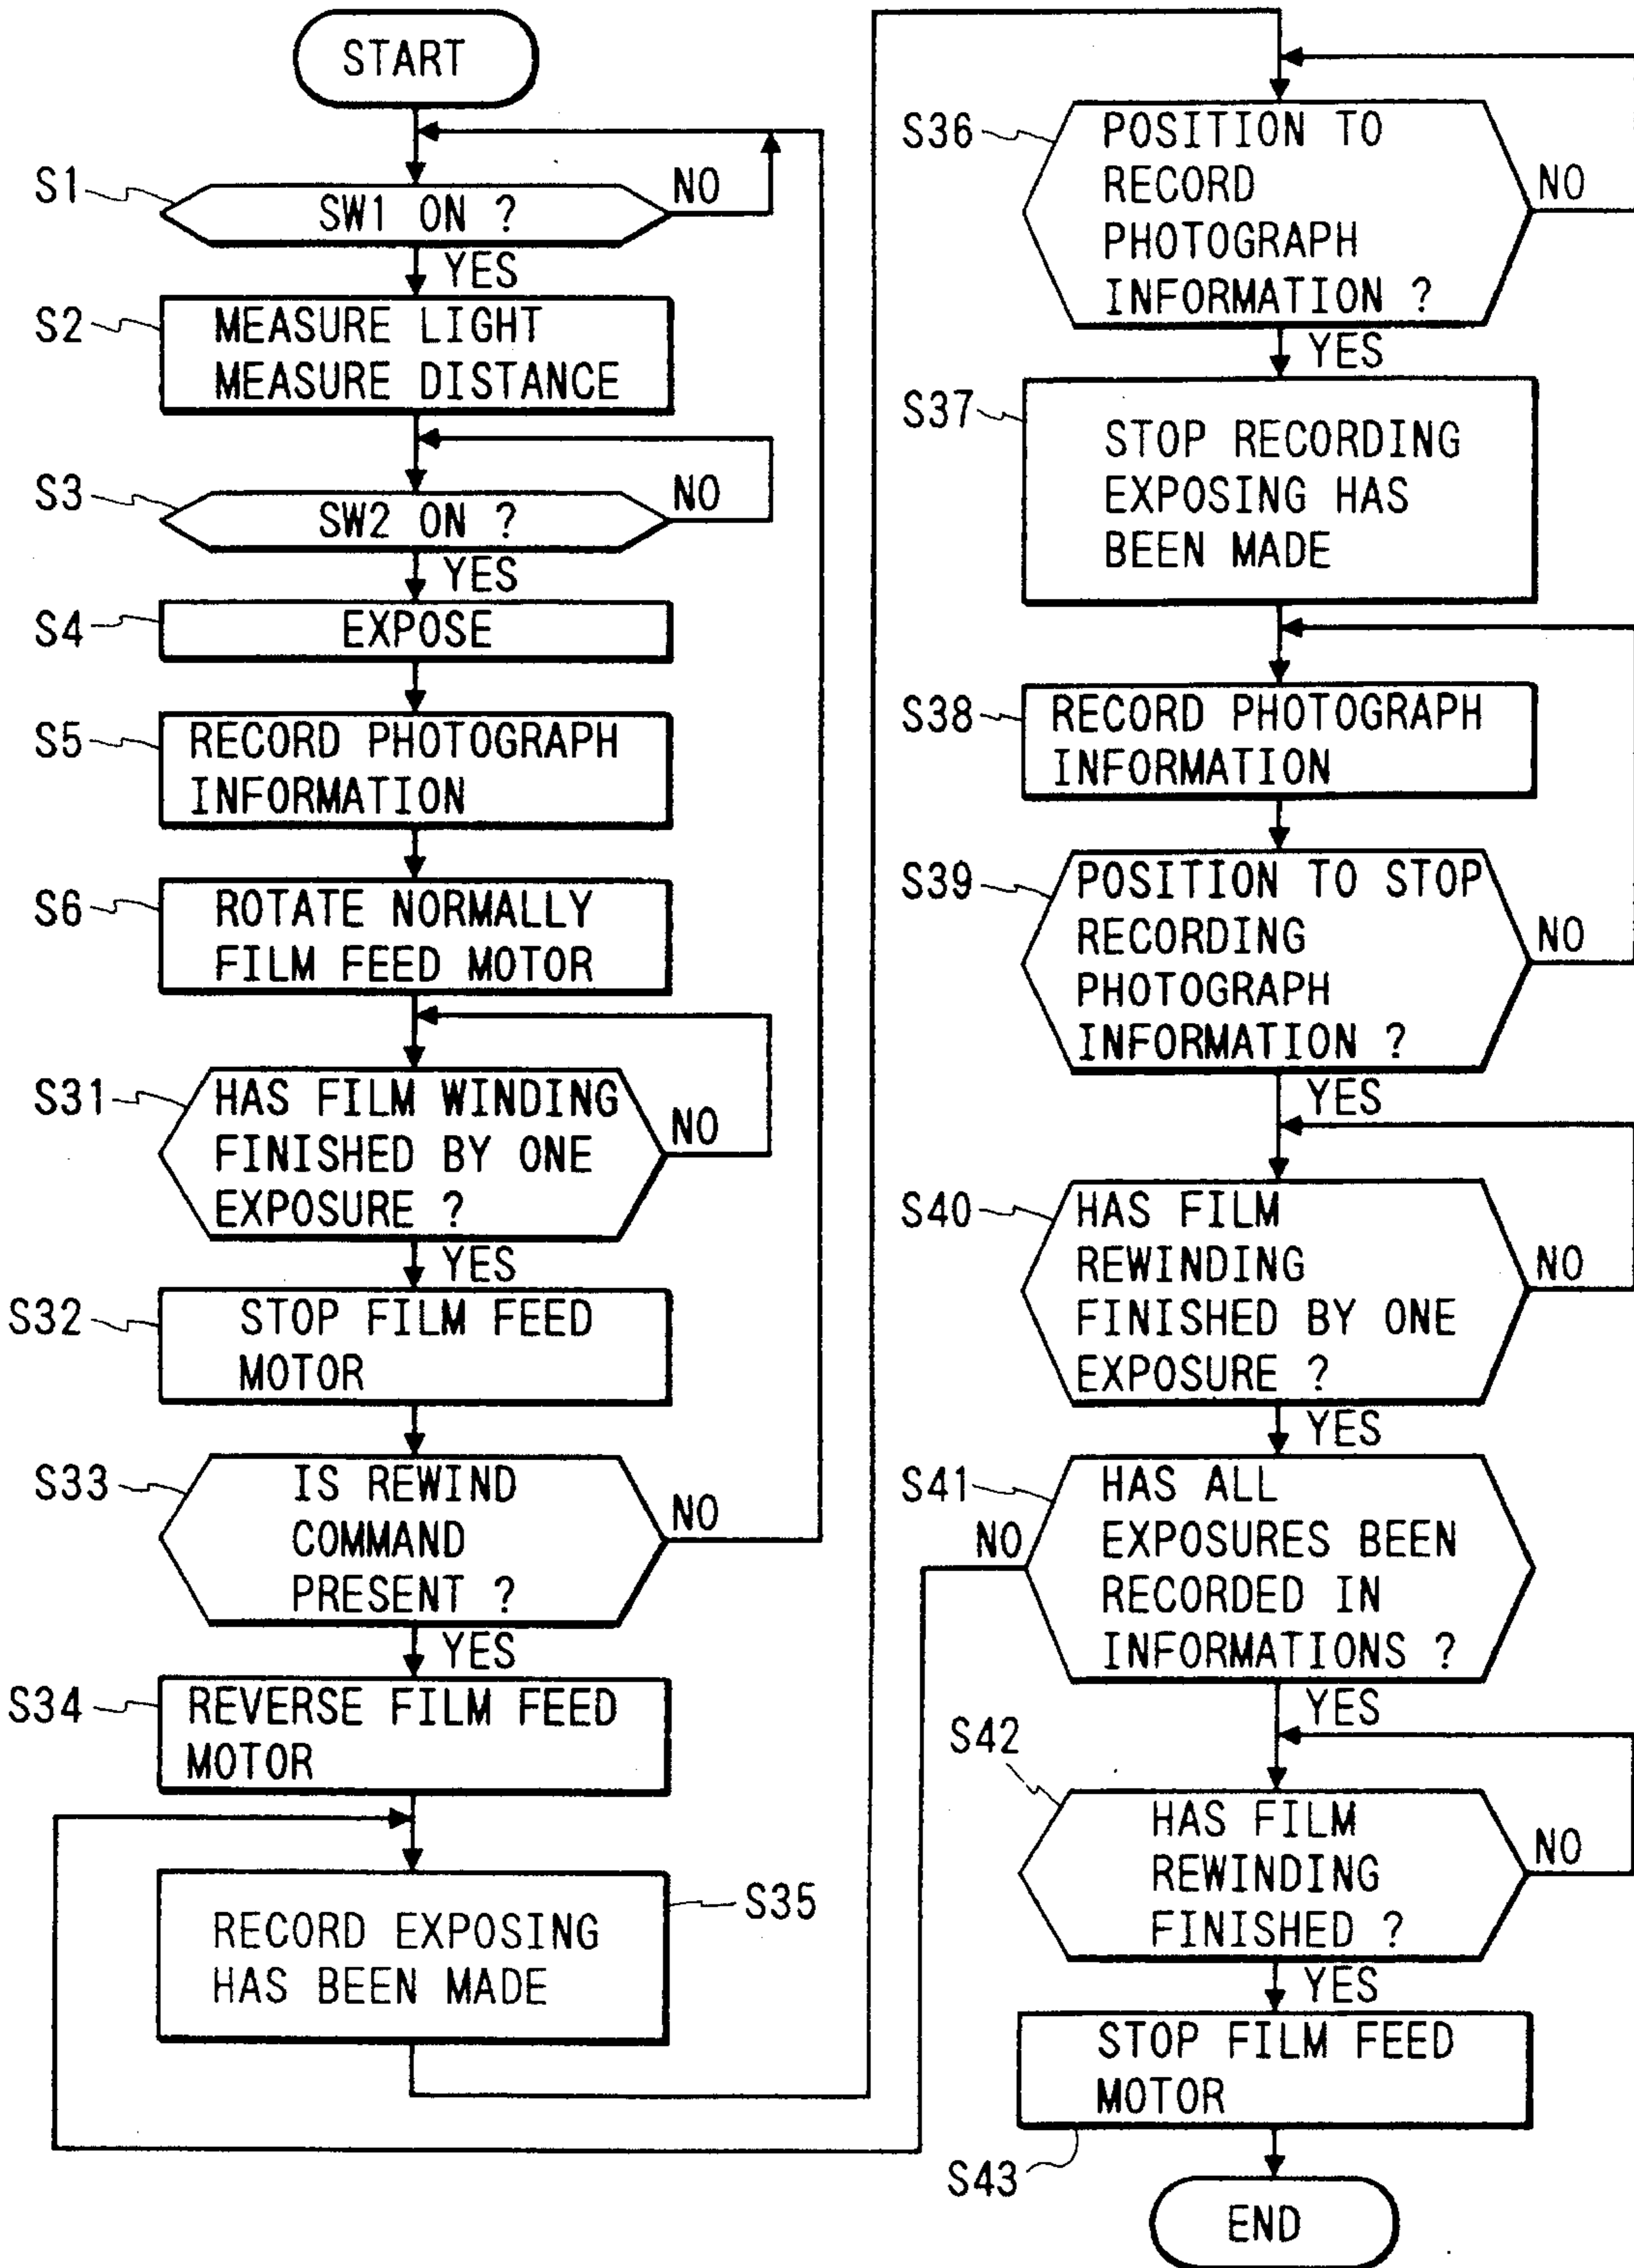 START
S1
SW1 ON ?
NO
YES
S2
MEASURE LIGHT
MEASURE DISTANCE
S3
SW2 ON ?
NO
YES
S4
EXPOSE
S5
RECORD PHOTOGRAPH
INFORMATION
S6
ROTATE NORMALLY
FILM FEED MOTOR
S31
HAS FILM WINDING
FINISHED BY ONE
EXPOSURE ?
NO
YES
S32
STOP FILM FEED
MOTOR
S33
IS REWIND
COMMAND
PRESENT ?
NO
YES
S34
REVERSE FILM FEED
MOTOR
S35
RECORD EXPOSING
HAS BEEN MADE
S36
POSITION TO
RECORD
PHOTOGRAPH
INFORMATION ?
NO
YES
S37
STOP RECORDING
EXPOSING HAS
BEEN MADE
S38
RECORD PHOTOGRAPH
INFORMATION
S39
POSITION TO STOP
RECORDING
PHOTOGRAPH
INFORMATION ?
NO
YES
S40
HAS FILM
REWINDING
FINISHED BY ONE
EXPOSURE ?
NO
YES
S41
HAS ALL
EXPOSURES BEEN
RECORDED IN
INFORMATIONS ?
NO
YES
S42
HAS FILM
REWINDING
FINISHED ?
NO
YES
STOP FILM FEED
MOTOR
S43
END